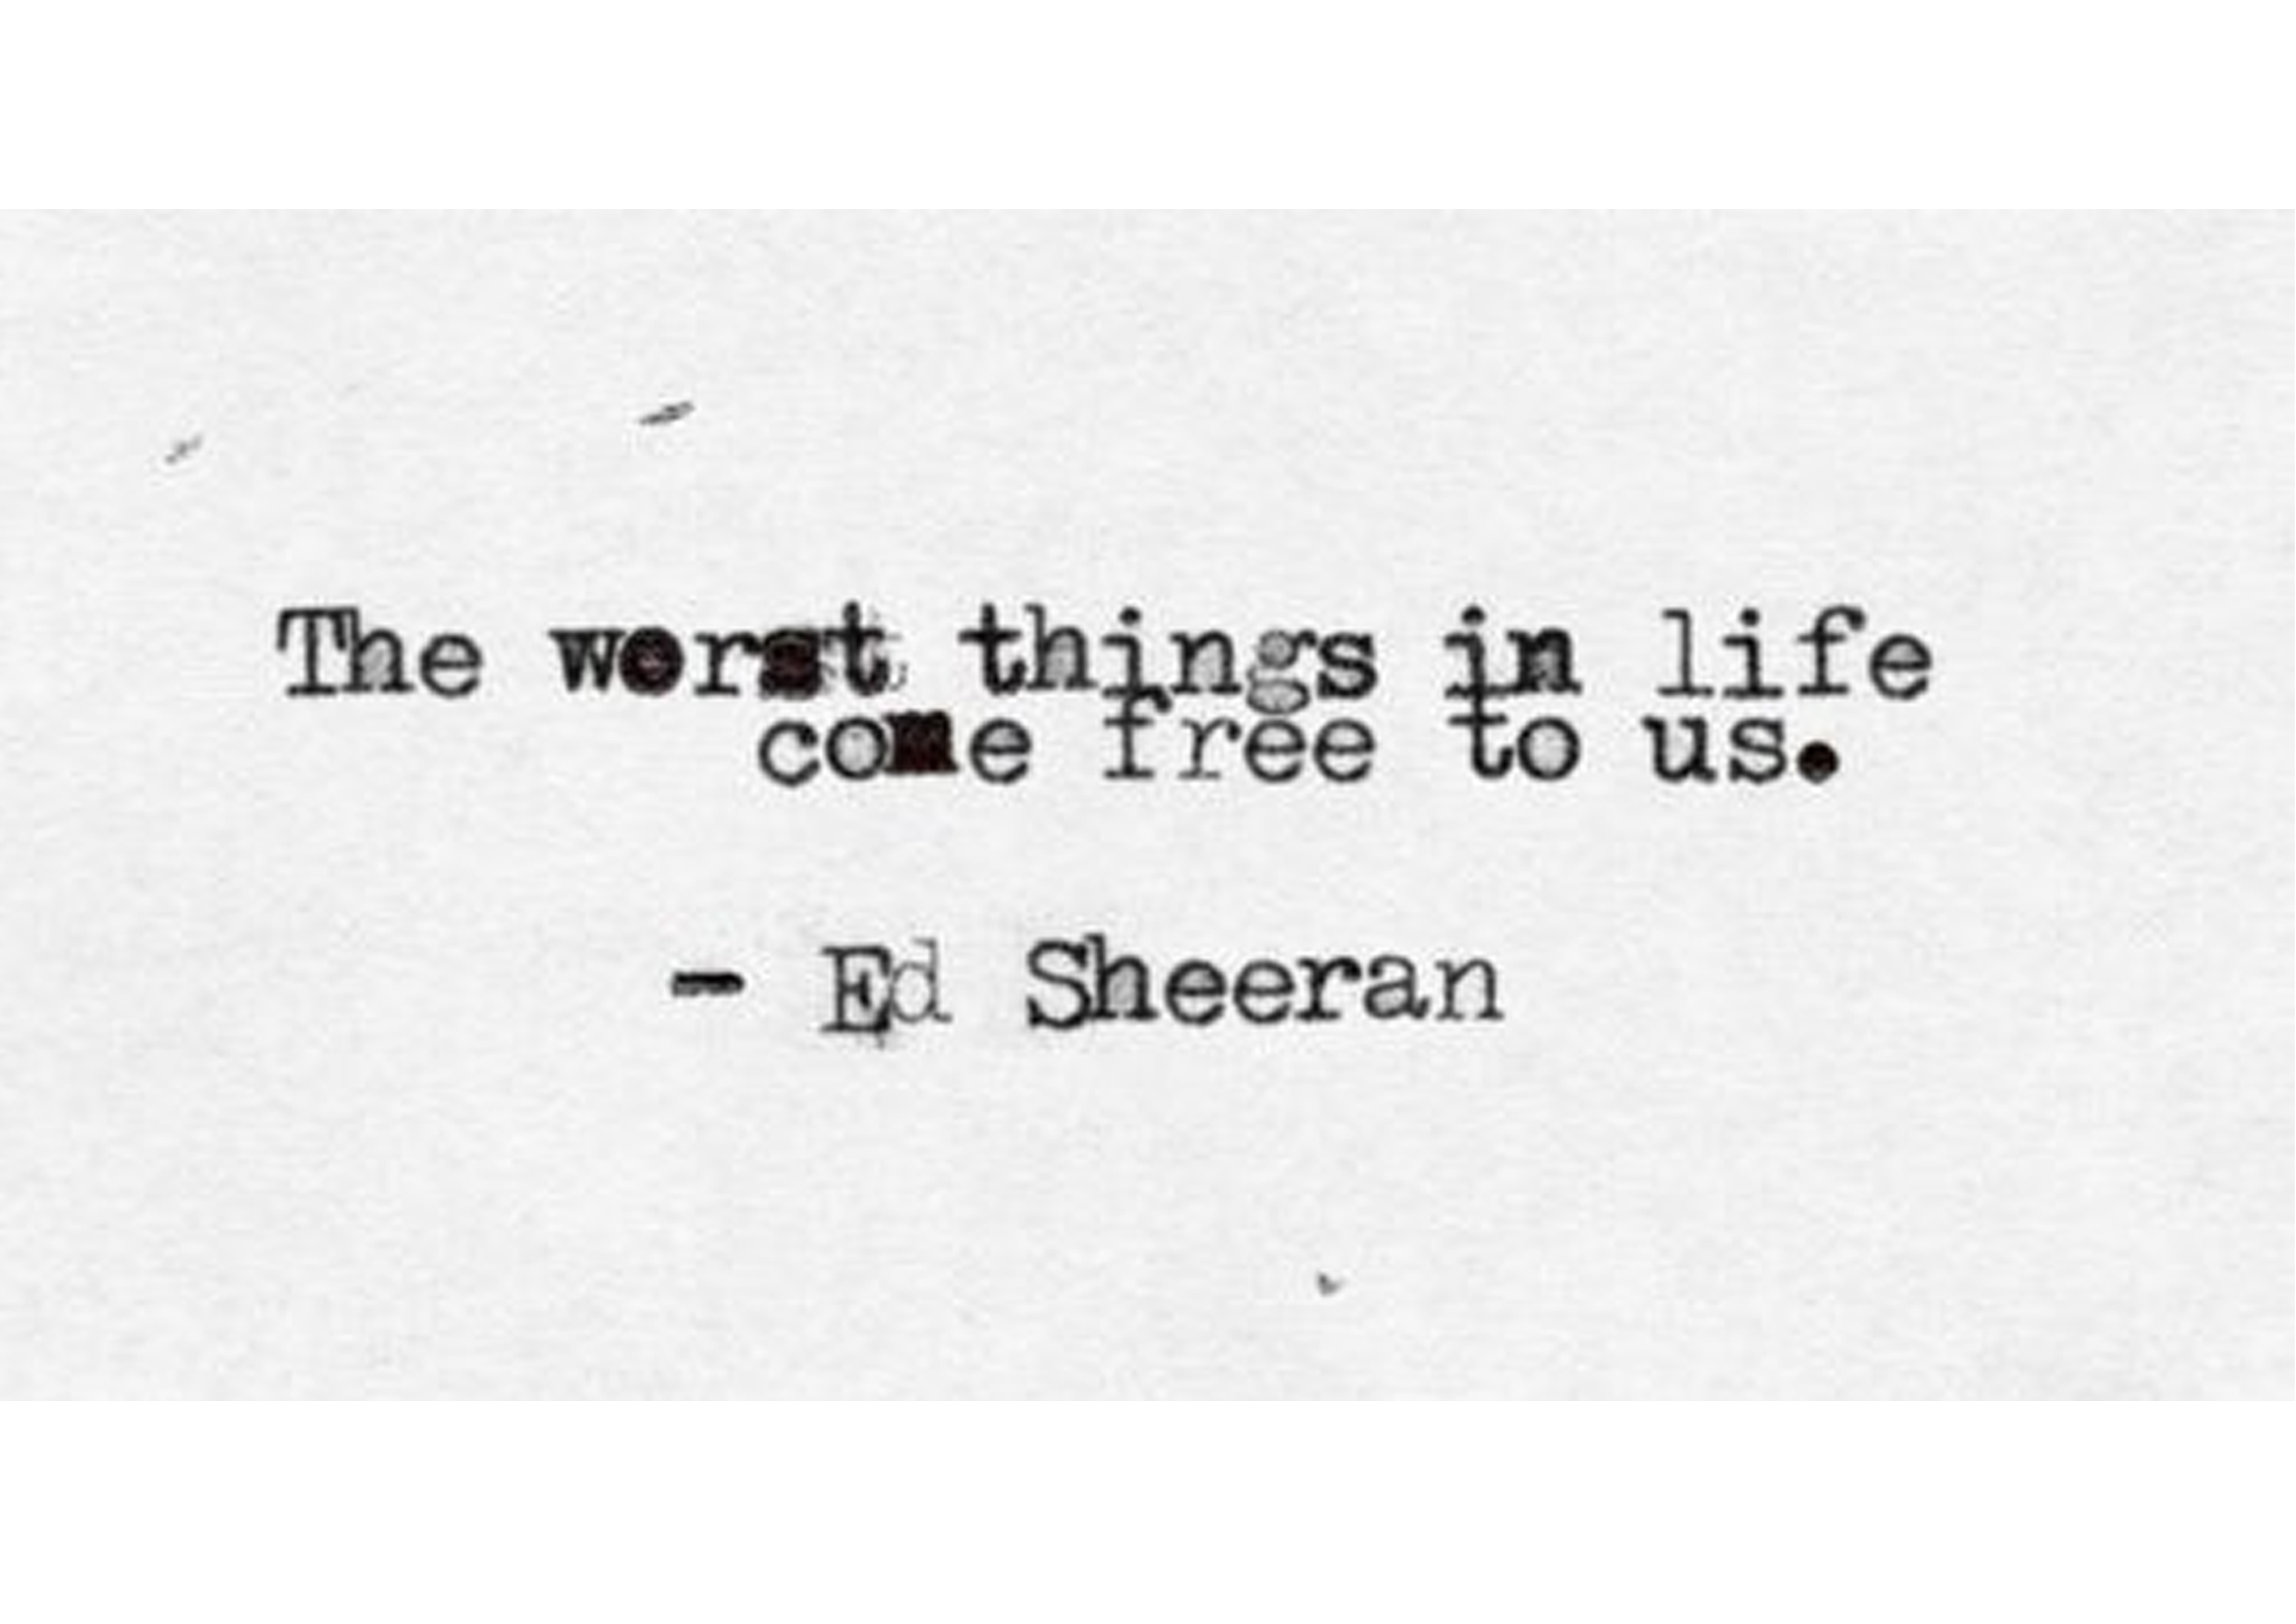 The worst things in life
come free to us.
- Ed Sheeran